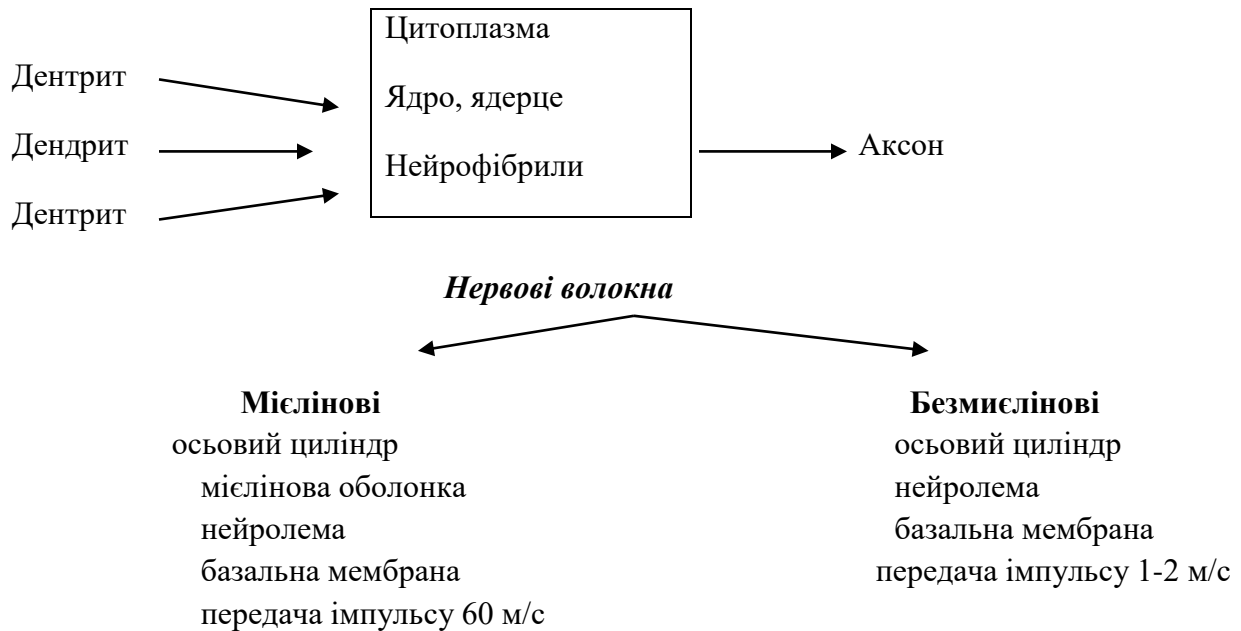 Цитоплазма
Дентрит
Ядро, ядерце
Дендрит
Аксон
Нейрофібрили
Дентрит
Нервові волокна
Мієлінові
осьовий циліндр
мієлінова оболонка
нейролема
базальна мембрана
передача імпульсу 60 м/с
Безмиєлінові
осьовий циліндр
нейролема
базальна мембрана
передача імпульсу 1-2 м/с